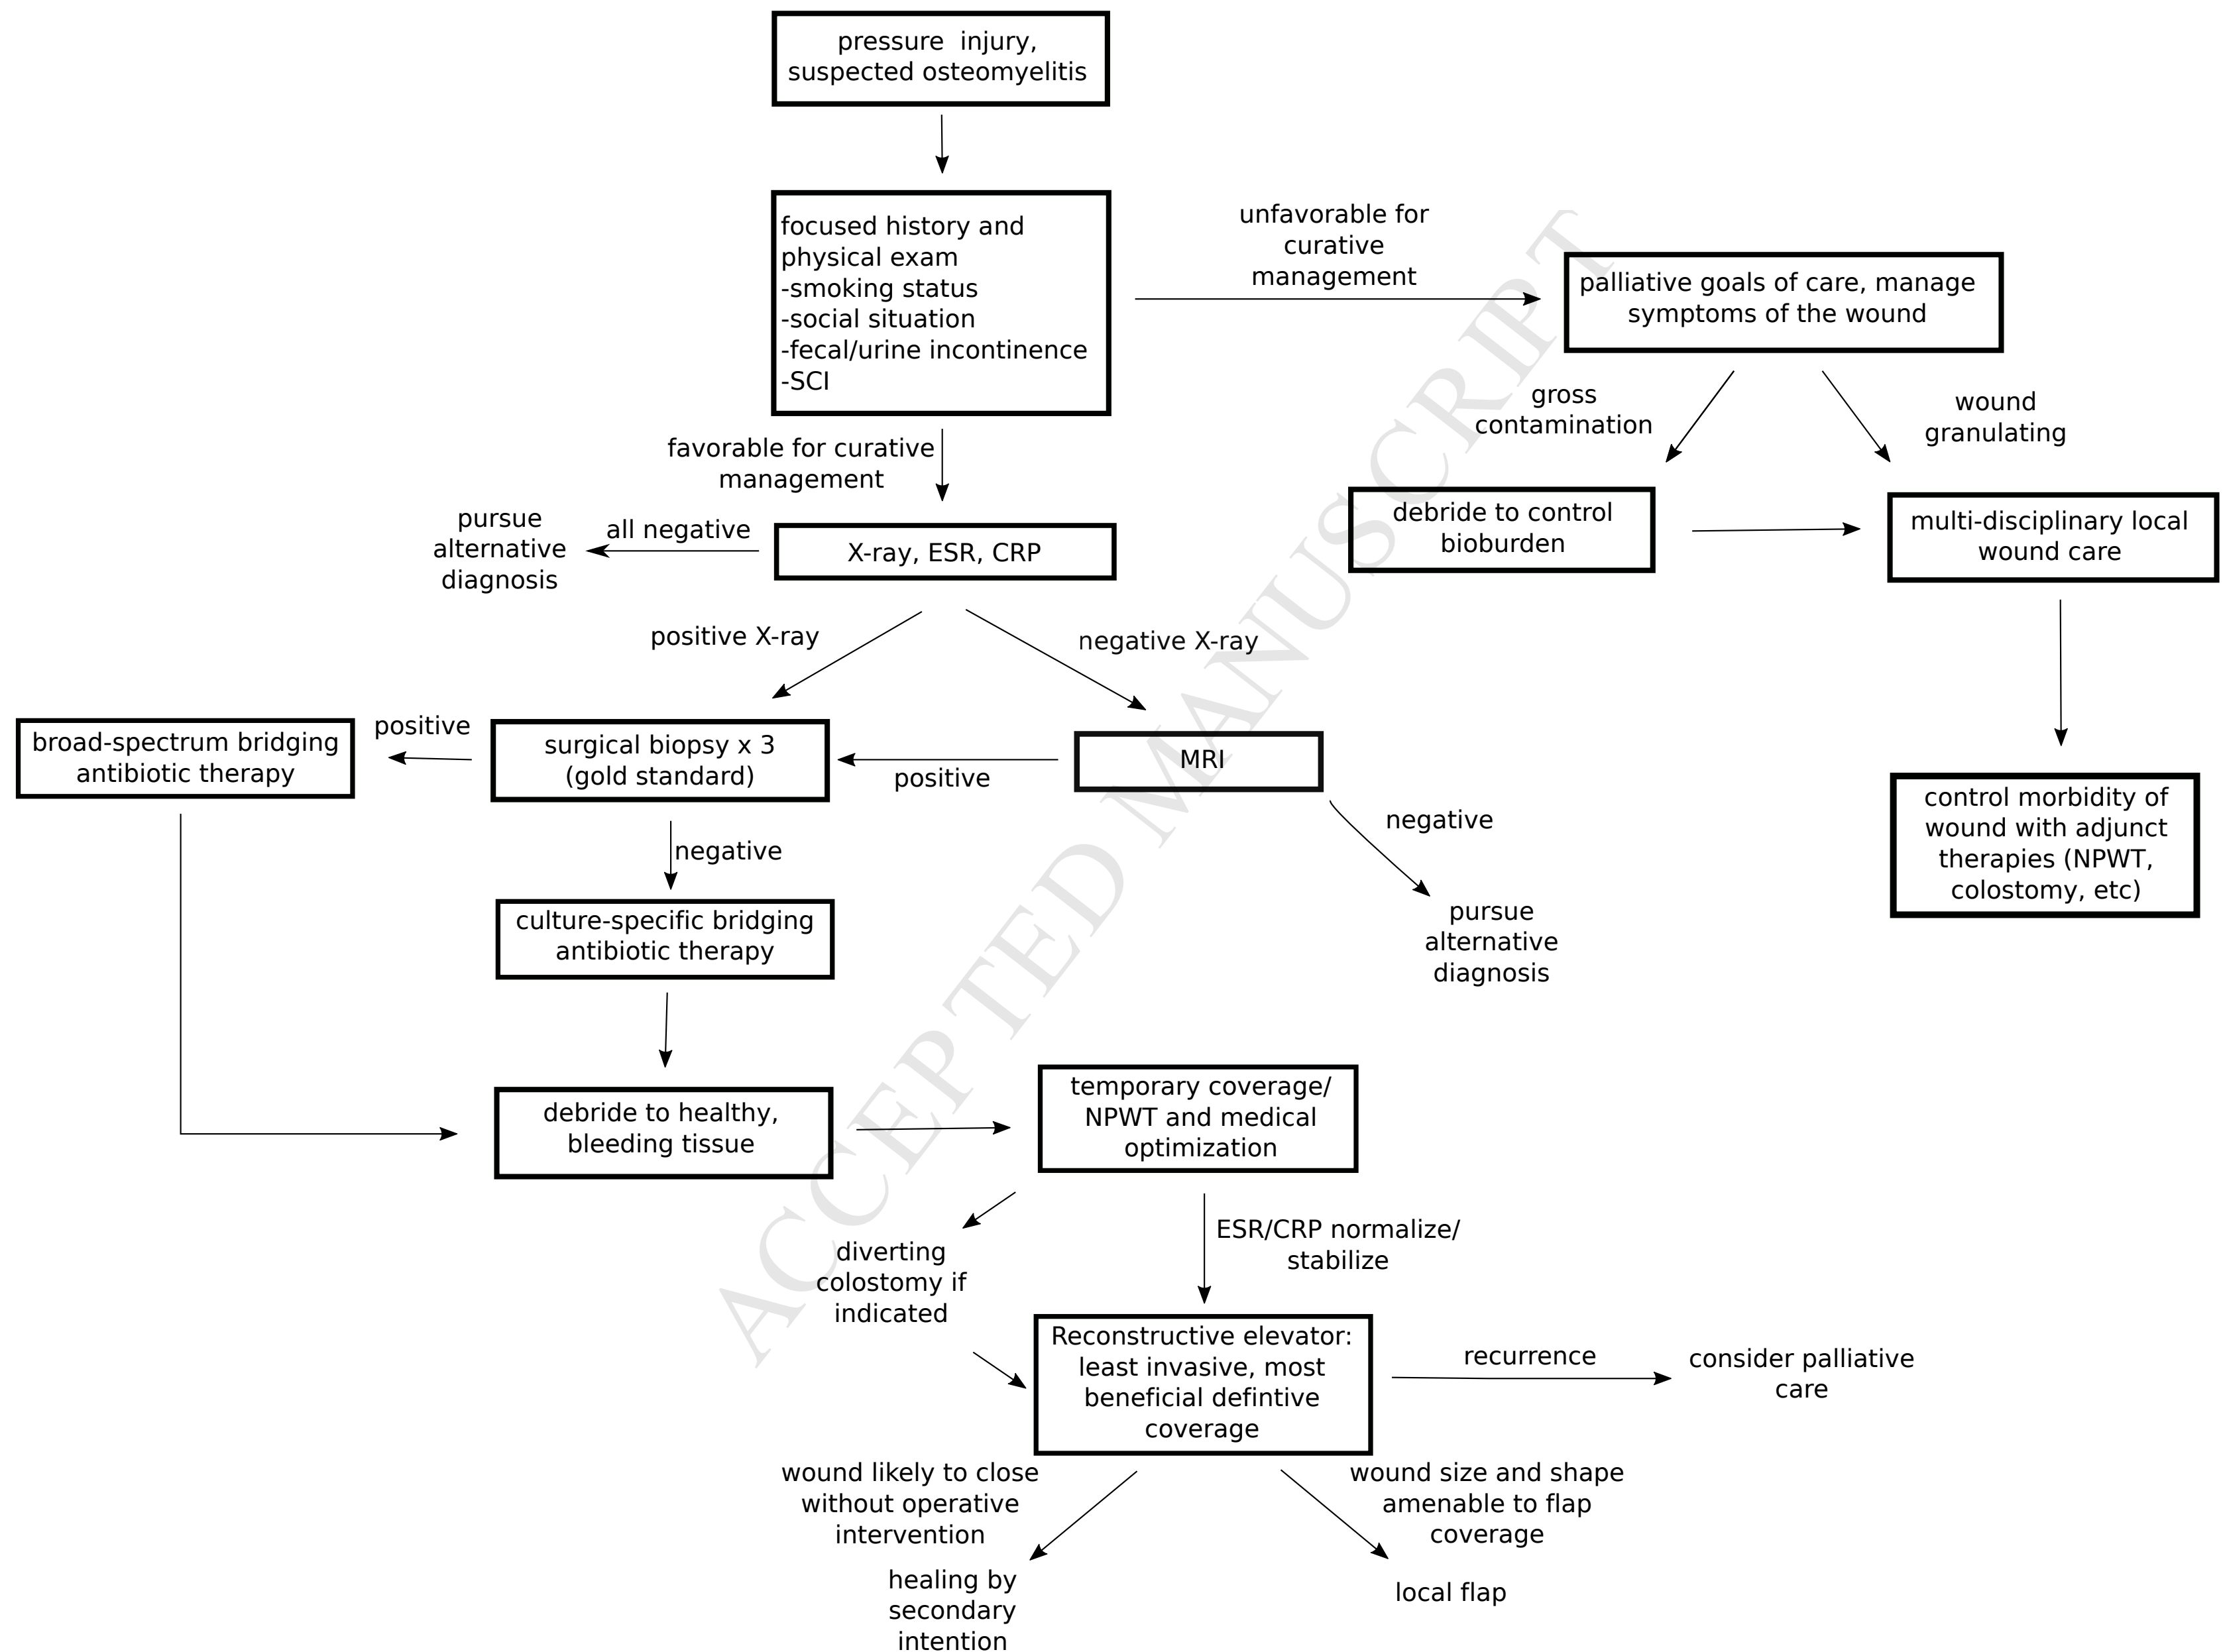 pressure  injury,
suspected osteomyelitis
focused history and
physical exam
-smoking status
-social situation
-fecal/urine incontinence
-SCI
unfavorable for
curative
management
palliative goals of care, manage
symptoms of the wound
gross
contamination
wound
granulating
favorable for curative
management
debride to control
bioburden
multi-disciplinary local
wound care
pursue
alternative
diagnosis
all negative
X-ray, ESR, CRP
positive X-ray
negative X-ray
broad-spectrum bridging
antibiotic therapy
positive
surgical biopsy x 3
(gold standard)
positive
MRI
negative
pursue
alternative
diagnosis
control morbidity of
wound with adjunct
therapies (NPWT,
colostomy, etc)
negative
culture-specific bridging
antibiotic therapy
debride to healthy,
bleeding tissue
temporary coverage/
NPWT and medical
optimization
diverting
colostomy if
indicated
ESR/CRP normalize/
stabilize
Reconstructive elevator:
least invasive, most
beneficial defintive
coverage
recurrence
consider palliative
care
wound likely to close
without operative
intervention
wound size and shape
amenable to flap
coverage
healing by
secondary
intention
local flap
ACCEPTED MANUSCRIPT